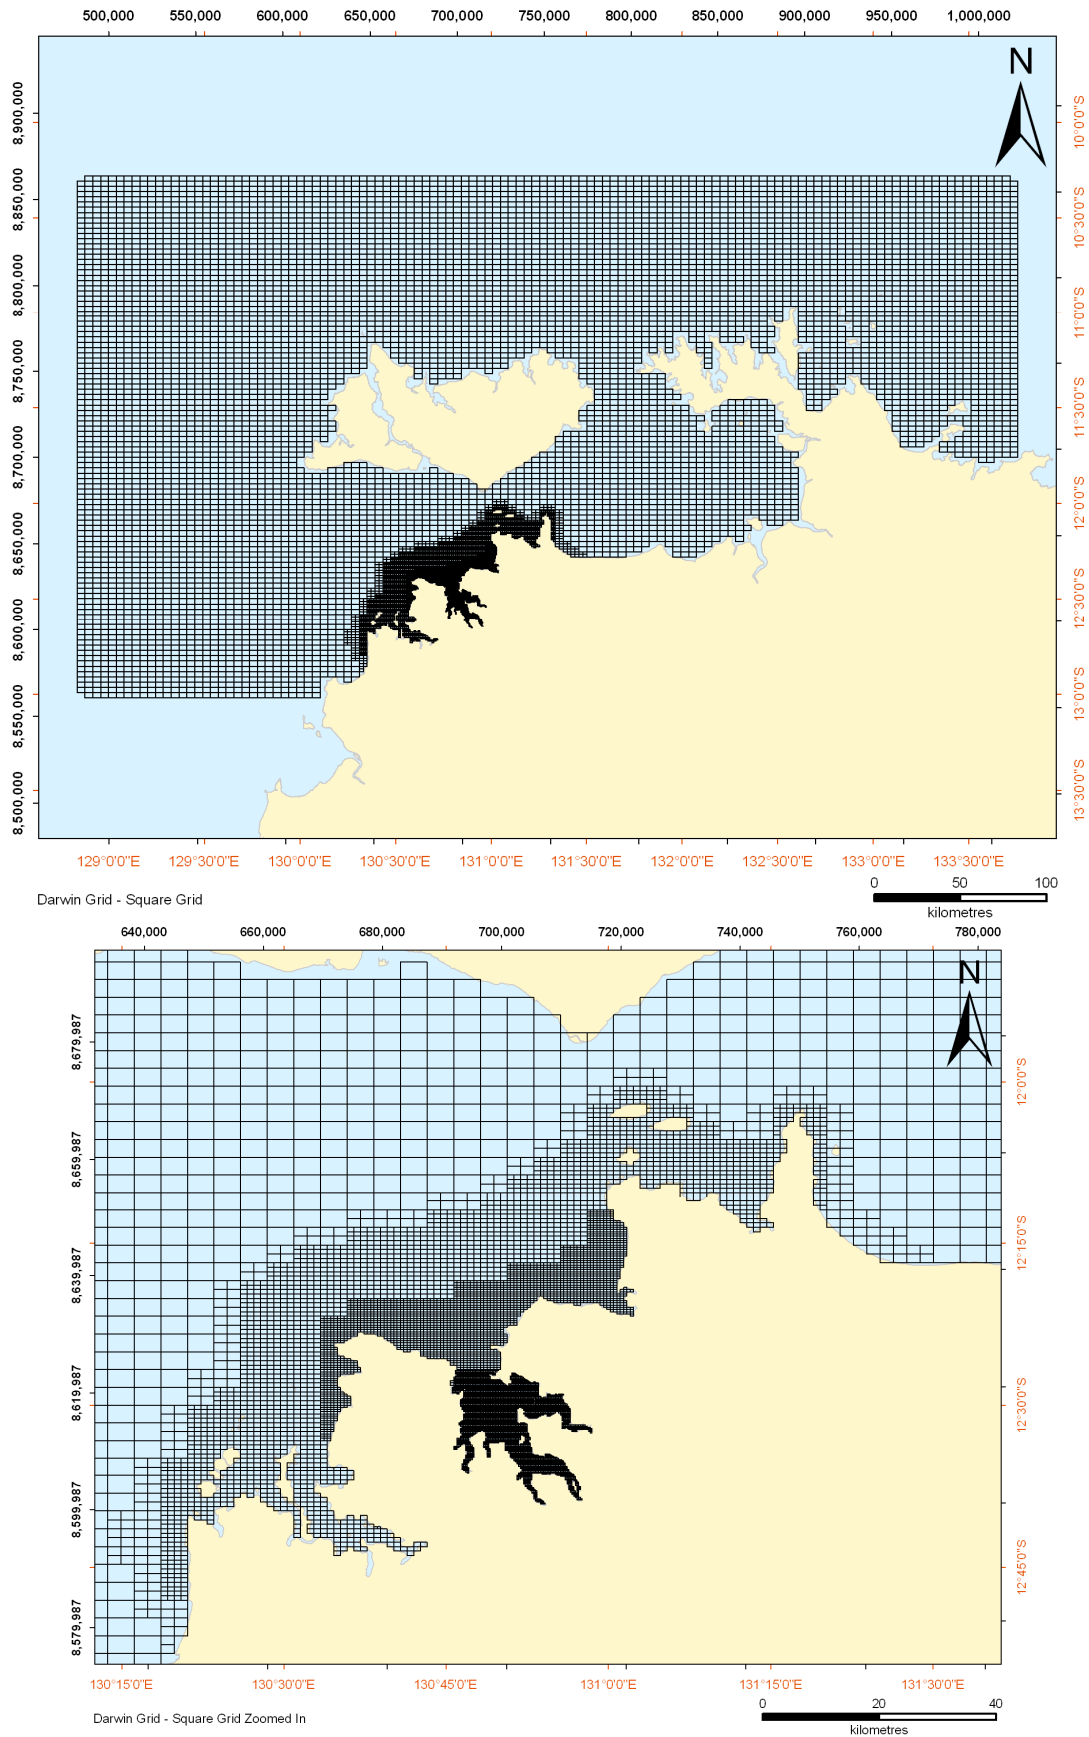 500,000 550,000 600,000 650,000 700,000 750,000 800,000 850,000 900,000 950,000 1,000,000
N
8,900,000
8,850,000
8,800,000
8,750,000
8,700,000
8,650,000
8,600,000
8,550,000
8,500,000
10°0'0"S
10°30'0"S
11°0'0"S
11°30'0"S
12°0'0"S
12°30'0"S
13°0'0"S
13°30'0"S
129°0'0"E 129°30'0"E 130°0'0"E 130°30'0"E 131°0'0"E 131°30'0"E 132°0'0"E 132°30'0"E 133°0'0"E 133°30'0"E
Darwin Grid - Square Grid
0 50 100
kilometres
640,000 660,000 680,000 700,000 720,000 740,000 760,000 780,000
N
8,679,987
8,659,987
8,639,987
8,619,987
8,599,987
8,579,987
12°0'0"S
12°15'0"S
12°30'0"S
12°45'0"S
130°15'0"E 130°30'0"E 130°45'0"E 131°0'0"E 131°15'0"E 131°30'0"E
Darwin Grid - Square Grid Zoomed In
0 20 40
kilometres